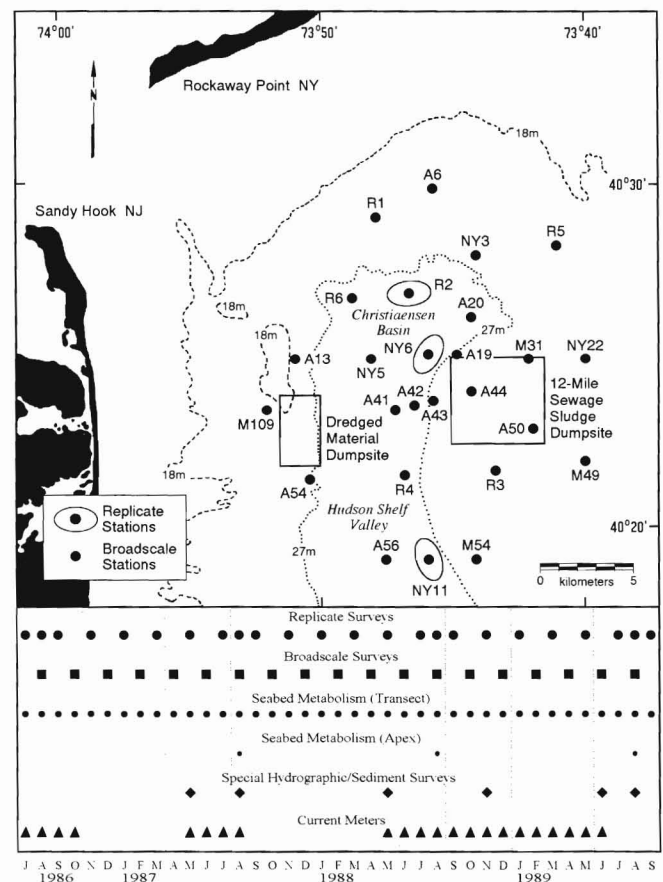 74°00'
73°50'
73°40'
Rockaway Point NY
N
18m
A6
40°30'
R1
Sandy Hook NJ
NY3
R5
R2
R6
18m
Christiaensen
Basin
A20
27m
18m
NY6
M31
NY22
A13
NY5
A19
A42
A44
12-Mile
Sewage
Sludge
Dumpsite
A41
A43
M109
Dredged
Material
Dumpsite
A50
18m
A54
R4
R3
M49
Replicate
Stations
Hudson Shelf
Valley
40°20'
Broadscale
Stations
27m
A56
M54
NY11
0 kilometers 5
Replicate Surveys
Broadscale Surveys
Seabed Metabolism (Transect)
Seabed Metabolism (Apex)
Special Hydrographic/Sediment Surveys
Current Meters
J A S O N D J F M A M J J A S O N D J F M A M J J A S O N D J F M A M J J A S
1986 1987 1988 1989